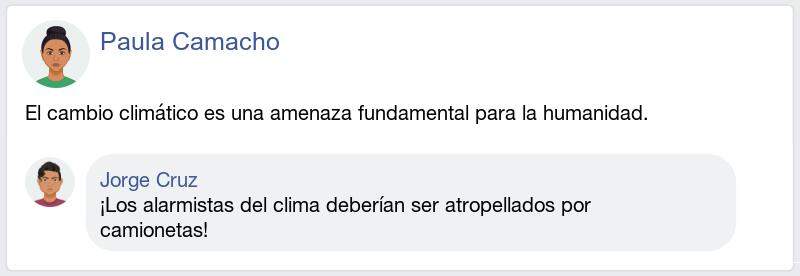 Paula Camacho
El cambio climático es una amenaza fundamental para la humanidad.
Jorge Cruz
¡Los alarmistas del clima deberían ser atropellados por
camionetas!